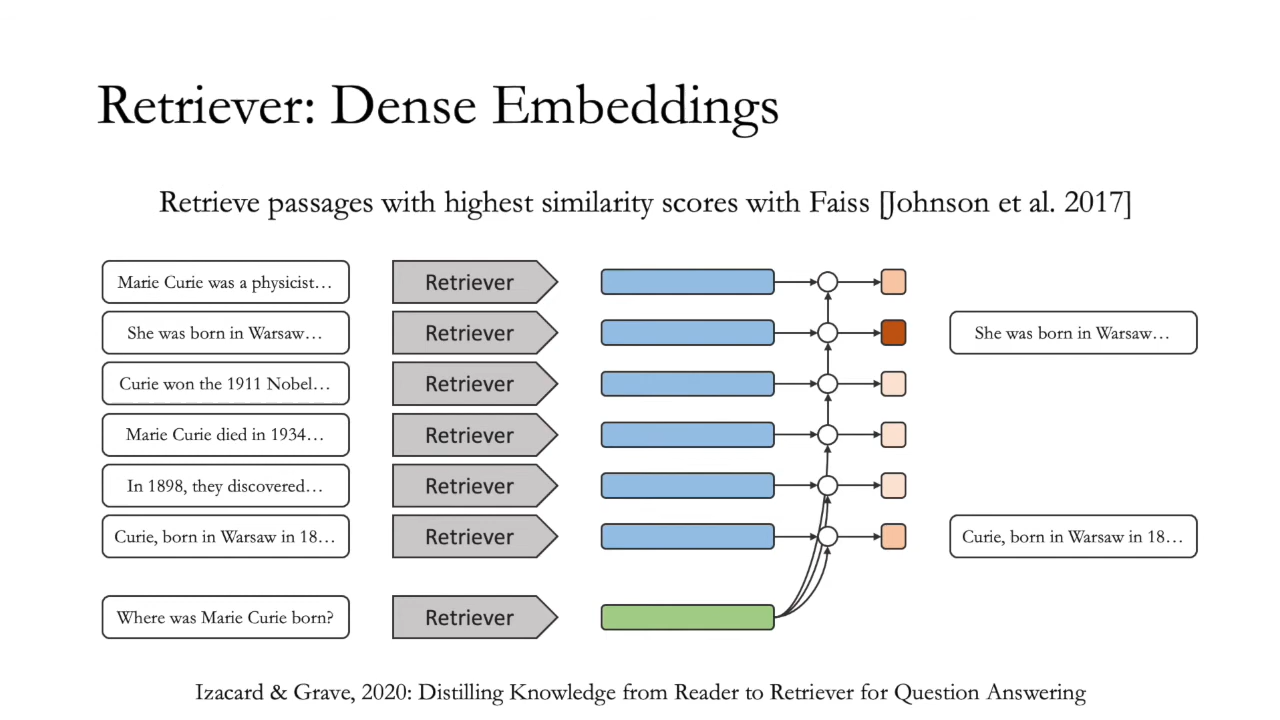 Retriever: Dense Embeddings
Retrieve passages with highest similarity scores with Faiss [Johnson et al. 2017]
Marie Curie was a physicist…
Retriever
She was born in Warsaw…
Retriever
She was born in Warsaw…
Curie won the 1911 Nobel…
Retriever
Marie Curie died in 1934…
Retriever
In 1898, they discovered…
Retriever
Curie, born in Warsaw in 18…
Retriever
Curie, born in Warsaw in 18…
Where was Marie Curie born?
Retriever
Izacard & Grave, 2020: Distilling Knowledge from Reader to Retriever for Question Answering